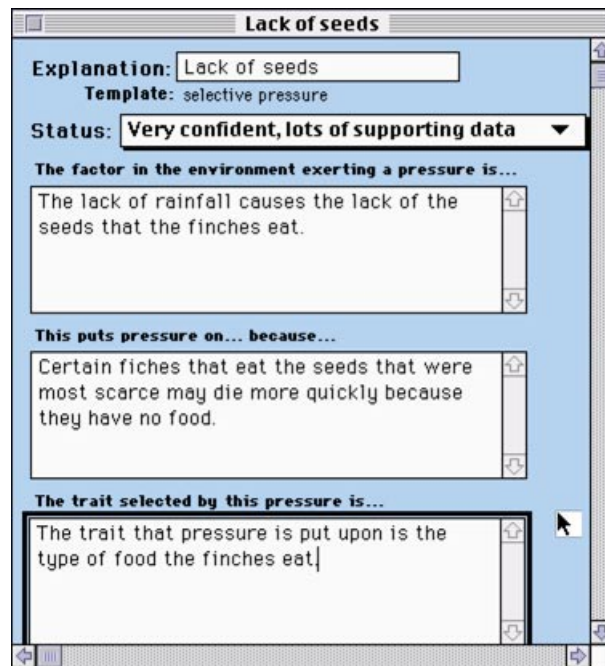 Lack of seeds
Explanation: Lack of seeds
Template: selective pressure
Status: Very confident, lots of supporting data
The factor in the environment exerting a pressure is...
The lack of rainfall causes the lack of the
seeds that the finches eat.
This puts pressure on... because...
Certain fiches that eat the seeds that were
most scarce may die more quickly because
they have no food.
The trait selected by this pressure is...
The trait that pressure is put upon is the
type of food the finches eat.